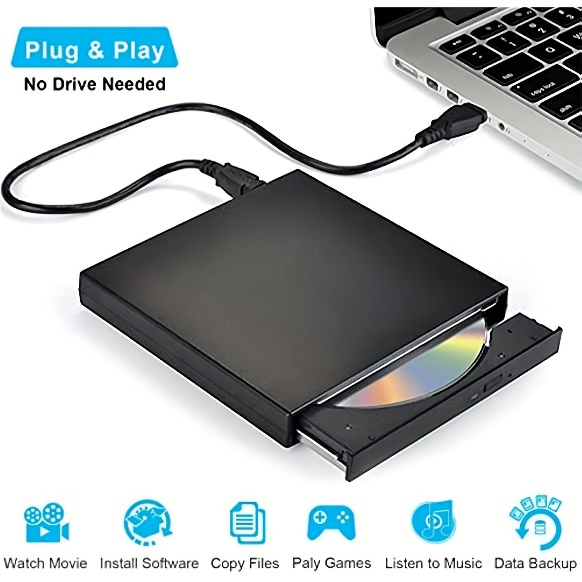 Plug & Play
No Drive Needed
Watch Movie
Install Software
Copy Files
Paly Games
Listen to Music
Data Backup